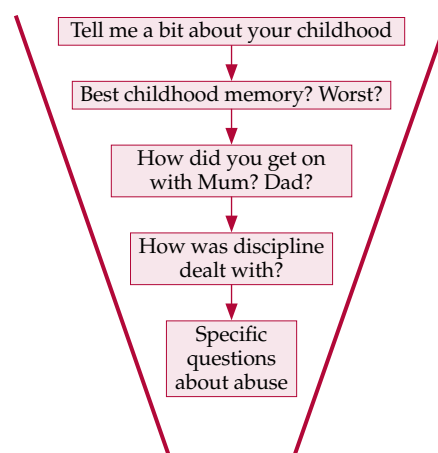 Tell me a bit about your childhood
Best childhood memory? Worst?
How did you get on
with Mum? Dad?
How was discipline
dealt with?
Specific
questions
about abuse